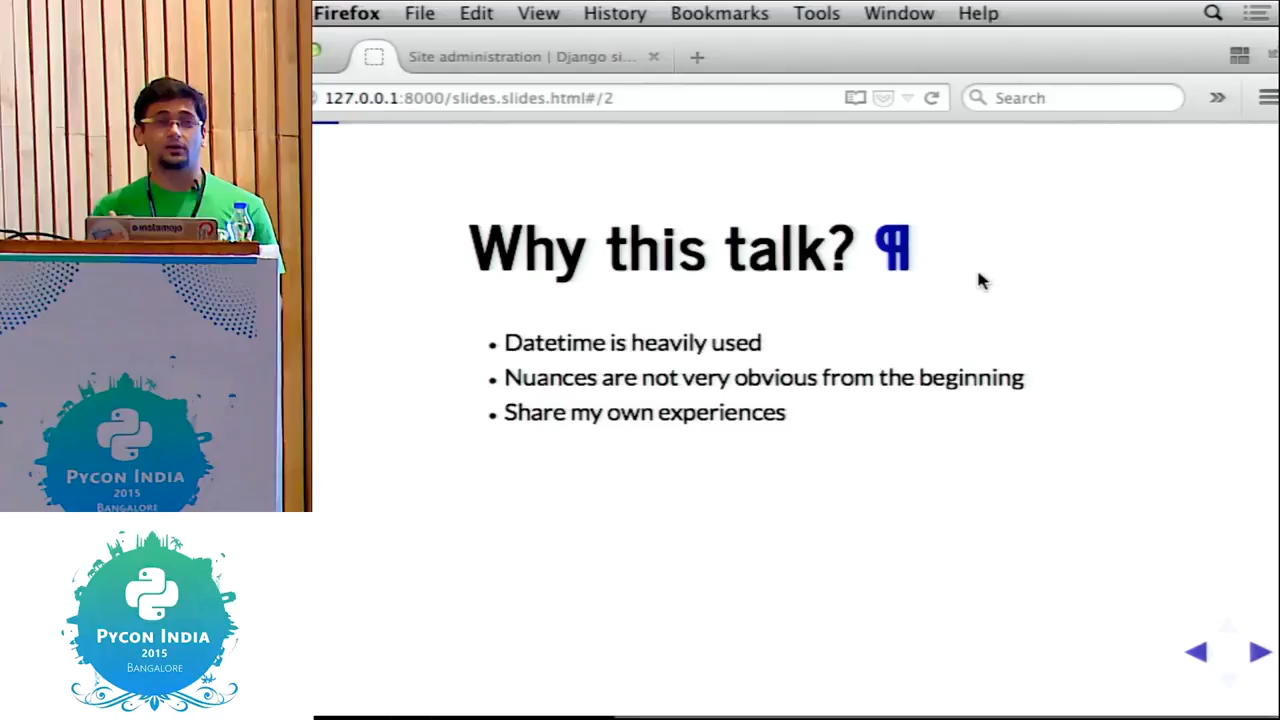 Firefox File Edit View History Bookmarks Tools Window Help
Site administration | Django si...
127.0.0.1:8000/slides.slides.html#/2
Search
Why this talk? ¶
• Datetime is heavily used
• Nuances are not very obvious from the beginning
• Share my own experiences
instamojo
PYCON INDIA
2015
BANGALORE
PYCON INDIA
2015
BANGALORE